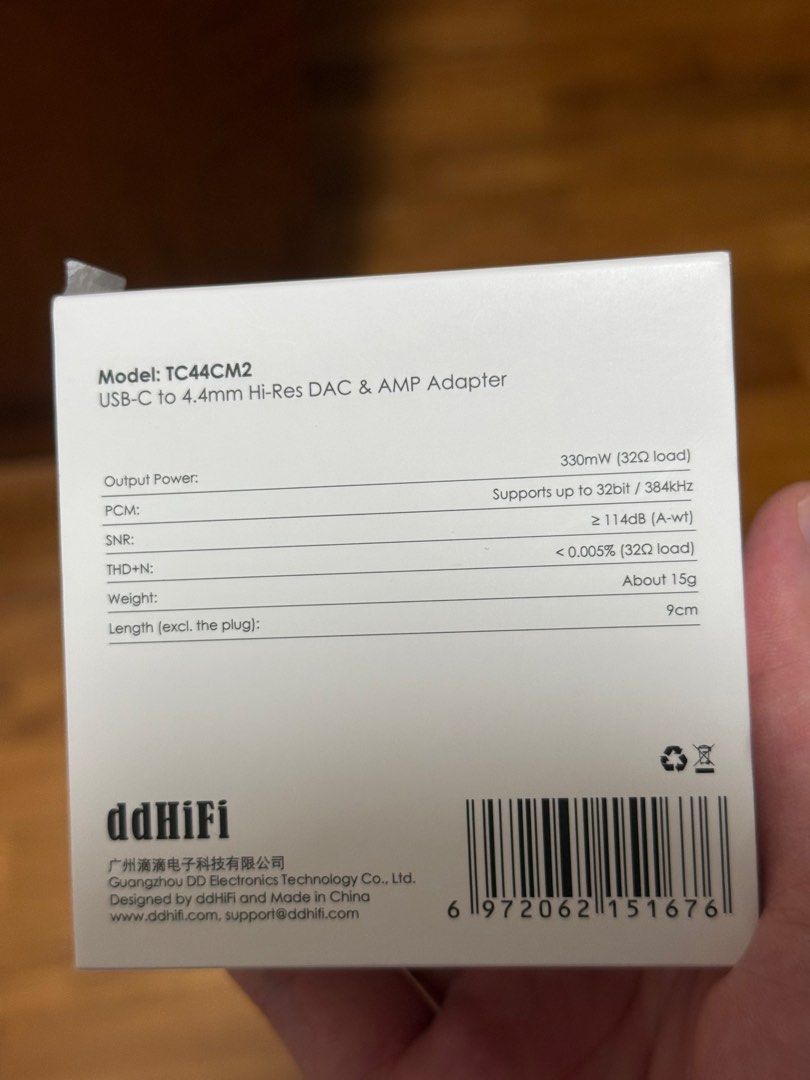 Model: TC44CM2
USB-C to 4.4mm Hi-Res DAC & AMP Adapter
Output Power: 330mW (32Ω load)
PCM: Supports up to 32bit / 384kHz
SNR: ≥ 114dB (A-wt)
THD+N: < 0.005% (32Ω load)
Weight: About 15g
Length (excl. the plug): 9cm
ddHiFi
广州滴滴电子科技有限公司
Guangzhou DD Electronics Technology Co., Ltd.
Designed by ddHiFi and Made in China
www.ddhifi.com, support@ddhifi.com
6 972062 151676